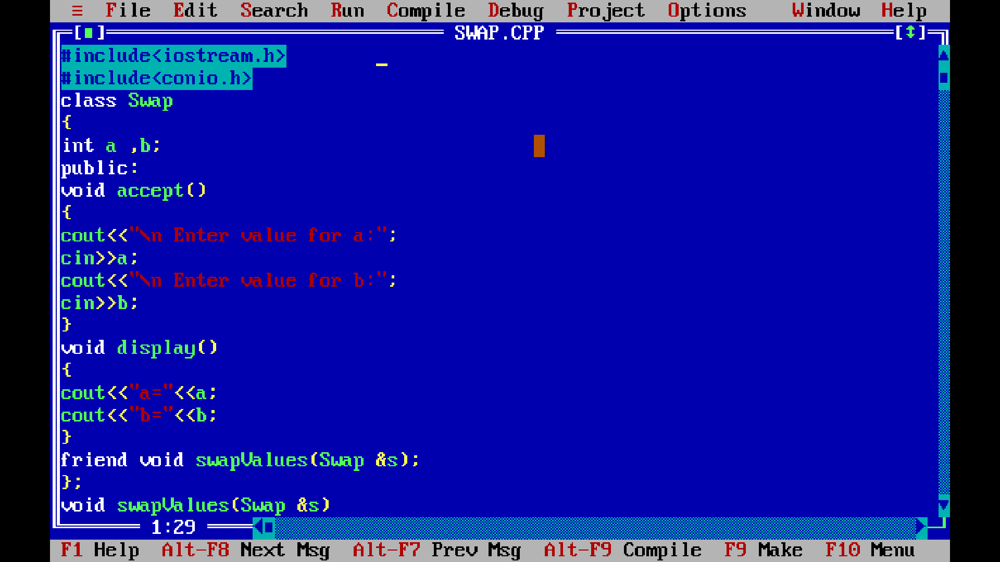 ≡ File Edit Search Run Compile Debug Project Options Window Help
[■] SWAP.CPP [↕]
#include<iostream.h>
#include<conio.h>
class Swap
{
int a ,b;
public:
void accept()
{
cout<<"\n Enter value for a:";
cin>>a;
cout<<"\n Enter value for b:";
cin>>b;
}
void display()
{
cout<<"a="<<a;
cout<<"b="<<b;
}
friend void swapValues(Swap &s);
};
void swapValues(Swap &s)
1:29
F1 Help Alt-F8 Next Msg Alt-F7 Prev Msg Alt-F9 Compile F9 Make F10 Menu